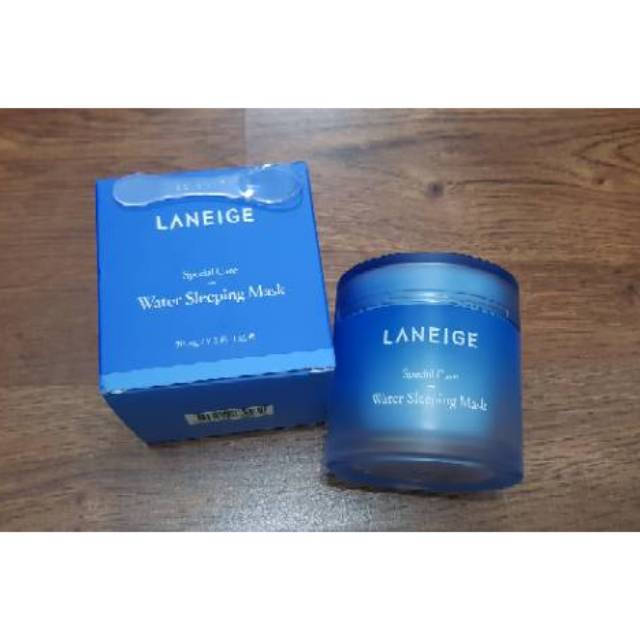 LANEIGE
Special Care
Water Sleeping Mask
LANEIGE
Special Care
Water Sleeping Mask